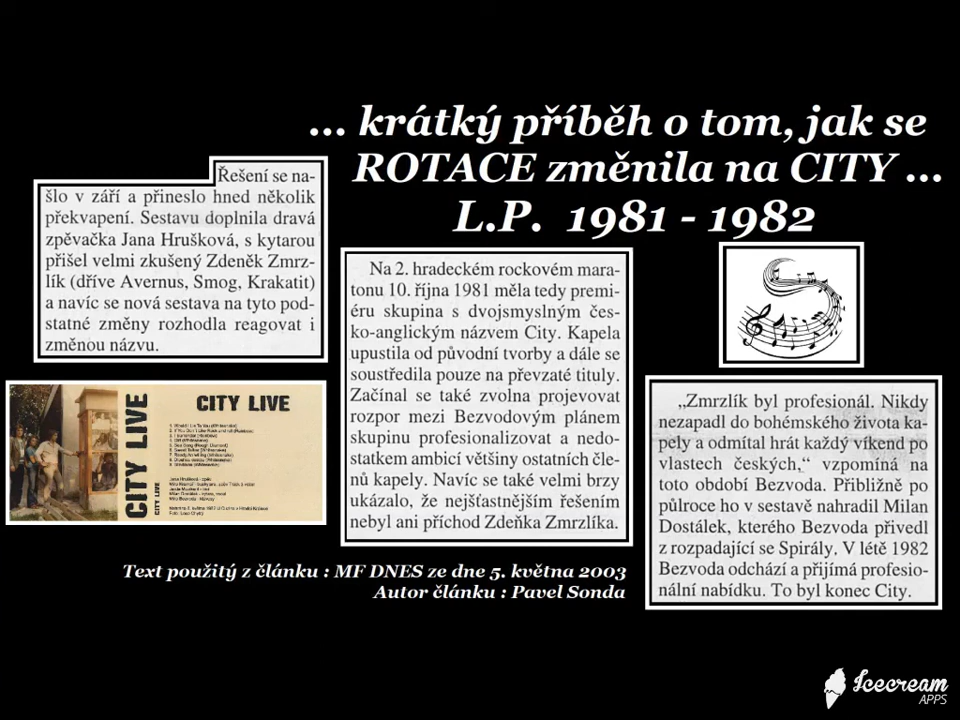 ... krátký příběh o tom, jak se
ROTACE změnila na CITY ...
L.P. 1981 - 1982
Řešení se na-
šlo v září a přineslo hned několik
překvapení. Sestavu doplnila dravá
zpěvačka Jana Hrušková, s kytarou
přišel velmi zkušený Zdeněk Zmrz-
lík (dříve Avernus, Smog, Krakatit)
a navíc se nová sestava na tyto pod-
statné změny rozhodla reagovat i
změnou názvu.
CITY LIVE
CITY LIVE
CITY LIVE
Na 2. hradeckém rockovém mara-
tonu 10. října 1981 měla tedy premi-
éru skupina s dvojsmyslným čes-
ko-anglickým názvem City. Kapela
upustila od původní tvorby a dále se
soustředila pouze na převzaté tituly.
Začínal se také zvolna projevovat
rozpor mezi Bezvodovým plánem
skupinu profesionalizovat a nedo-
statkem ambicí většiny ostatních čle-
nů kapely. Navíc se také velmi brzy
ukázalo, že nejšťastnějším řešením
nebyl ani příchod Zdeňka Zmrzlíka.
„Zmrzlík byl profesionál. Nikdy
nezapadl do bohémského života ka-
pely a odmítal hrát každý víkend po
vlastech českých,“ vzpomíná na
toto období Bezvoda. Přibližně po
půlroce ho v sestavě nahradil Milan
Dostálek, kterého Bezvoda přivedl
z rozpadající se Spirály. V létě 1982
Bezvoda odchází a přijímá profesio-
nální nabídku. To byl konec City.
Text použitý z článku : MF DNES ze dne 5. května 2003
Autor článku : Pavel Sonda
Icecream
APPS